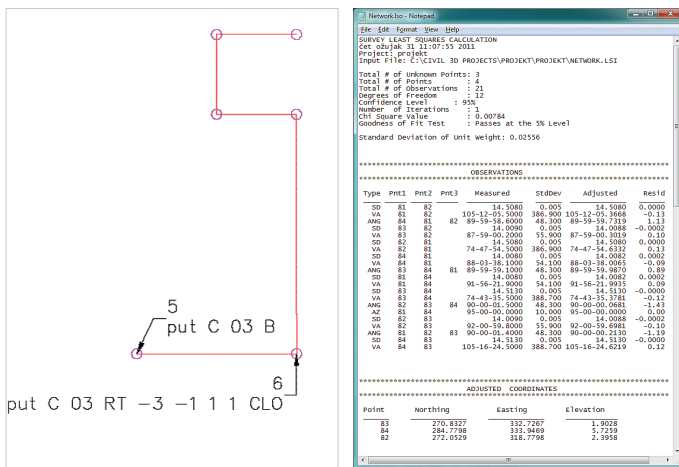 5
put C 03 B
6
put C 03 RT -3 -1 1 1 CLO
Network.lso - Notepad
File Edit Format View Help
SURVEY LEAST SQUARES CALCULATION
čet ožujak 31 11:07:55 2011
Project: projekt
Input File: C:\CIVIL 3D PROJECTS\PROJEKT\PROJEKT\NETWORK.LSI
Total # of Unknown Points: 3
Total # of Points : 4
Total # of Observations : 21
Degrees of Freedom : 12
Confidence Level : 95%
Number of Iterations : 1
Chi Square Value : 0.00784
Goodness of Fit Test : Passes at the 5% Level
Standard Deviation of Unit Weight: 0.02556
********************************************************************************
OBSERVATIONS
********************************************************************************
Type Pnt1 Pnt2 Pnt3 Measured StdDev Adjusted Resid
SD 81 82 14.5080 0.005 14.5080 0.0000
VA 81 82 105-12-05.5000 386.900 105-12-05.3668 -0.13
ANG 84 81 82 89-59-58.6000 48.300 89-59-59.7319 1.13
SD 83 82 14.0090 0.005 14.0088 -0.0002
VA 83 82 87-59-00.2000 55.900 87-59-00.3019 0.10
SD 82 81 14.5080 0.005 14.5080 0.0000
VA 82 81 74-47-54.5000 386.900 74-47-54.6332 0.13
SD 84 81 14.0080 0.005 14.0082 0.0002
VA 84 81 88-03-38.1000 54.100 88-03-38.0065 -0.09
ANG 83 84 81 89-59-59.1000 48.300 89-59-59.9870 0.89
SD 81 84 14.0080 0.005 14.0082 0.0002
VA 81 84 91-56-21.9000 54.100 91-56-21.9935 0.09
SD 83 84 14.5130 0.005 14.5130 -0.0000
VA 83 84 74-43-35.5000 388.700 74-43-35.3781 -0.12
ANG 82 83 84 90-00-01.5000 48.300 90-00-00.0681 -1.43
AZ 81 84 95-00-00.0000 10.000 95-00-00.0000 0.00
SD 82 83 14.0090 0.005 14.0088 -0.0002
VA 82 83 92-00-59.8000 55.900 92-00-59.6981 -0.10
ANG 81 82 83 90-00-01.4000 48.300 90-00-00.2130 -1.19
SD 84 83 14.5130 0.005 14.5130 -0.0000
VA 84 83 105-16-24.5000 388.700 105-16-24.6219 0.12
********************************************************************************
ADJUSTED COORDINATES
********************************************************************************
Point Northing Easting Elevation
83 270.8327 332.7267 1.9028
84 284.7798 333.9469 5.7259
82 272.0529 318.7798 2.3958